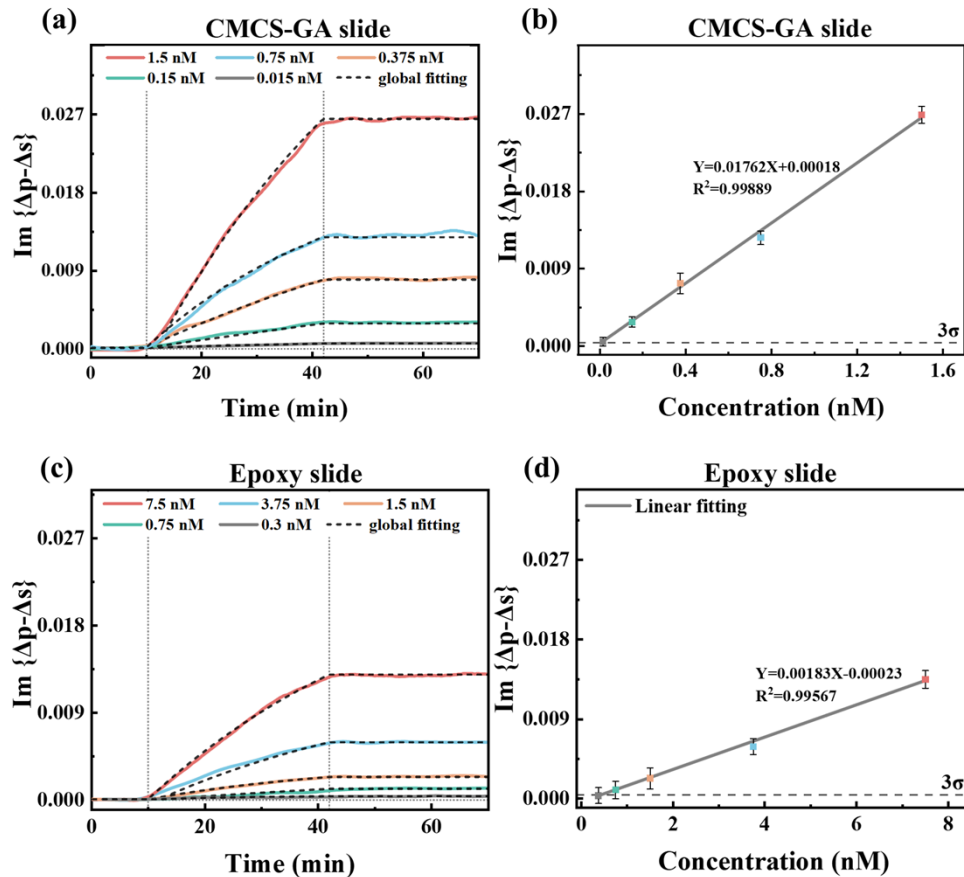 (a)
CMCS-GA slide
1.5 nM 0.75 nM 0.375 nM
0.15 nM 0.015 nM global fitting
Im {Δp-Δs}
0.027
0.018
0.009
0.000
0 20 40 60
Time (min)
(b)
CMCS-GA slide
Y=0.01762X+0.00018
R²=0.99889
3σ
Im {Δp-Δs}
0.027
0.018
0.009
0.000
0.0 0.4 0.8 1.2 1.6
Concentration (nM)
(c)
Epoxy slide
7.5 nM 3.75 nM 1.5 nM
0.75 nM 0.3 nM global fitting
Im {Δp-Δs}
0.027
0.018
0.009
0.000
0 20 40 60
Time (min)
(d)
Epoxy slide
Linear fitting
Y=0.00183X-0.00023
R²=0.99567
3σ
Im {Δp-Δs}
0.027
0.018
0.009
0.000
0 2 4 6 8
Concentration (nM)